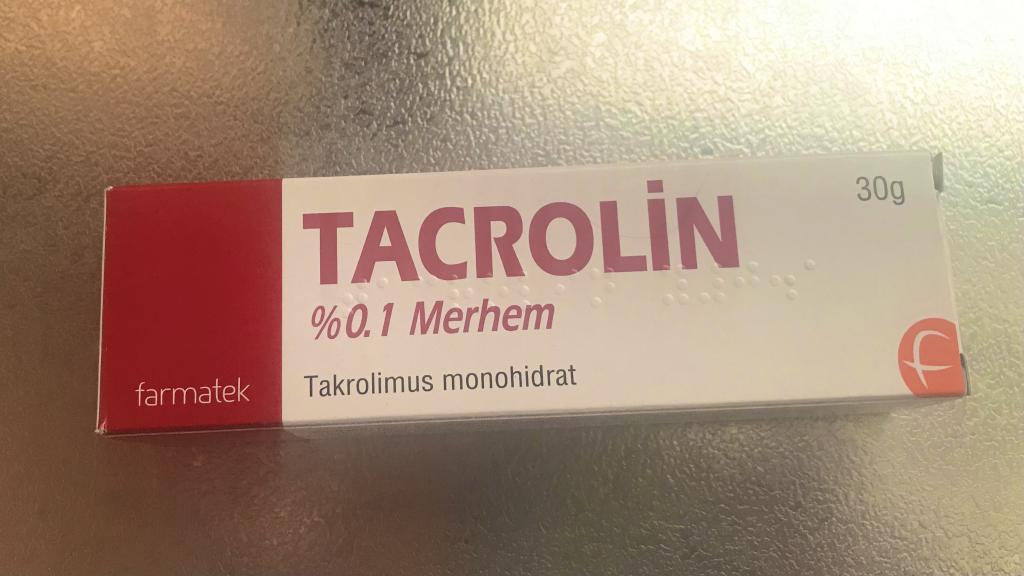 30g
TACROLİN
%0.1 Merhem
Takrolimus monohidrat
farmatek